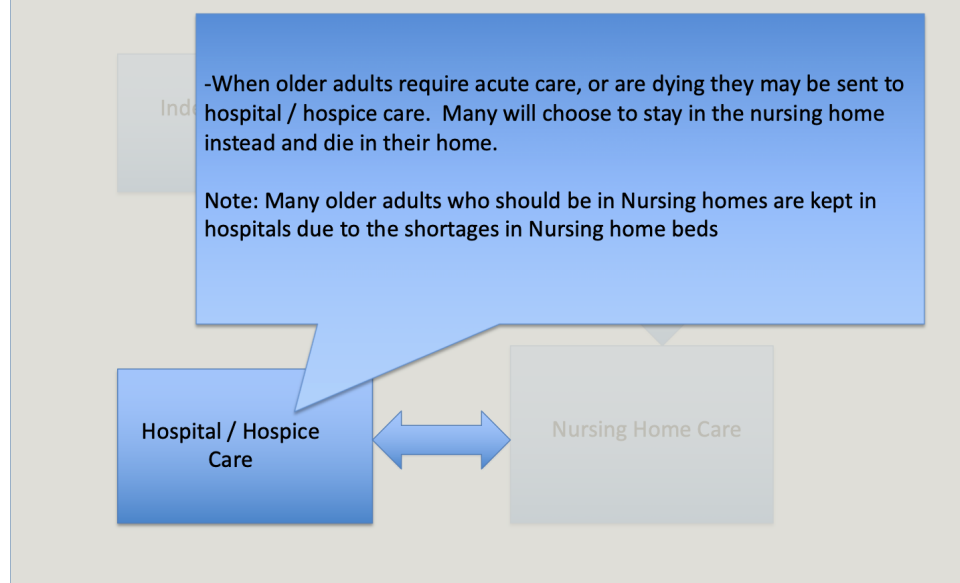 -When older adults require acute care, or are dying they may be sent to
hospital / hospice care.  Many will choose to stay in the nursing home
instead and die in their home.
Note: Many older adults who should be in Nursing homes are kept in
hospitals due to the shortages in Nursing home beds
Hospital / Hospice
Care
Nursing Home Care